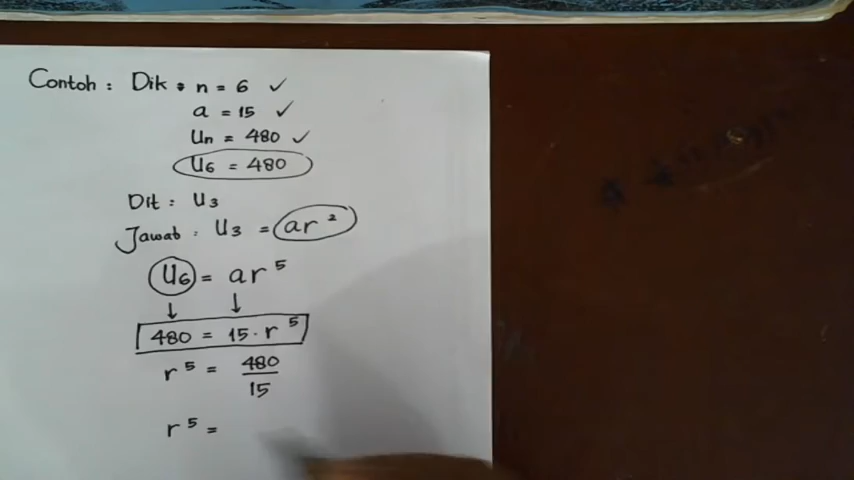 Contoh : Dik : n = 6 ✓
a = 15 ✓
Un = 480 ✓
U6 = 480
Dit : U3
Jawab : U3 = ar²
U6 = ar⁵
↓ ↓
480 = 15 · r⁵
r⁵ = 480/15
r⁵ =